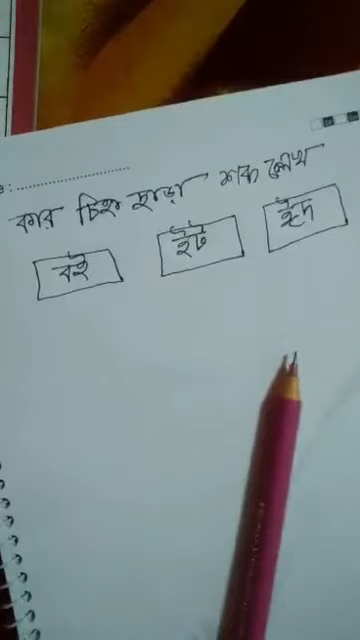 কার চিহ্ন ছাড়া শব্দ লেখ
বই ইট ঈদ